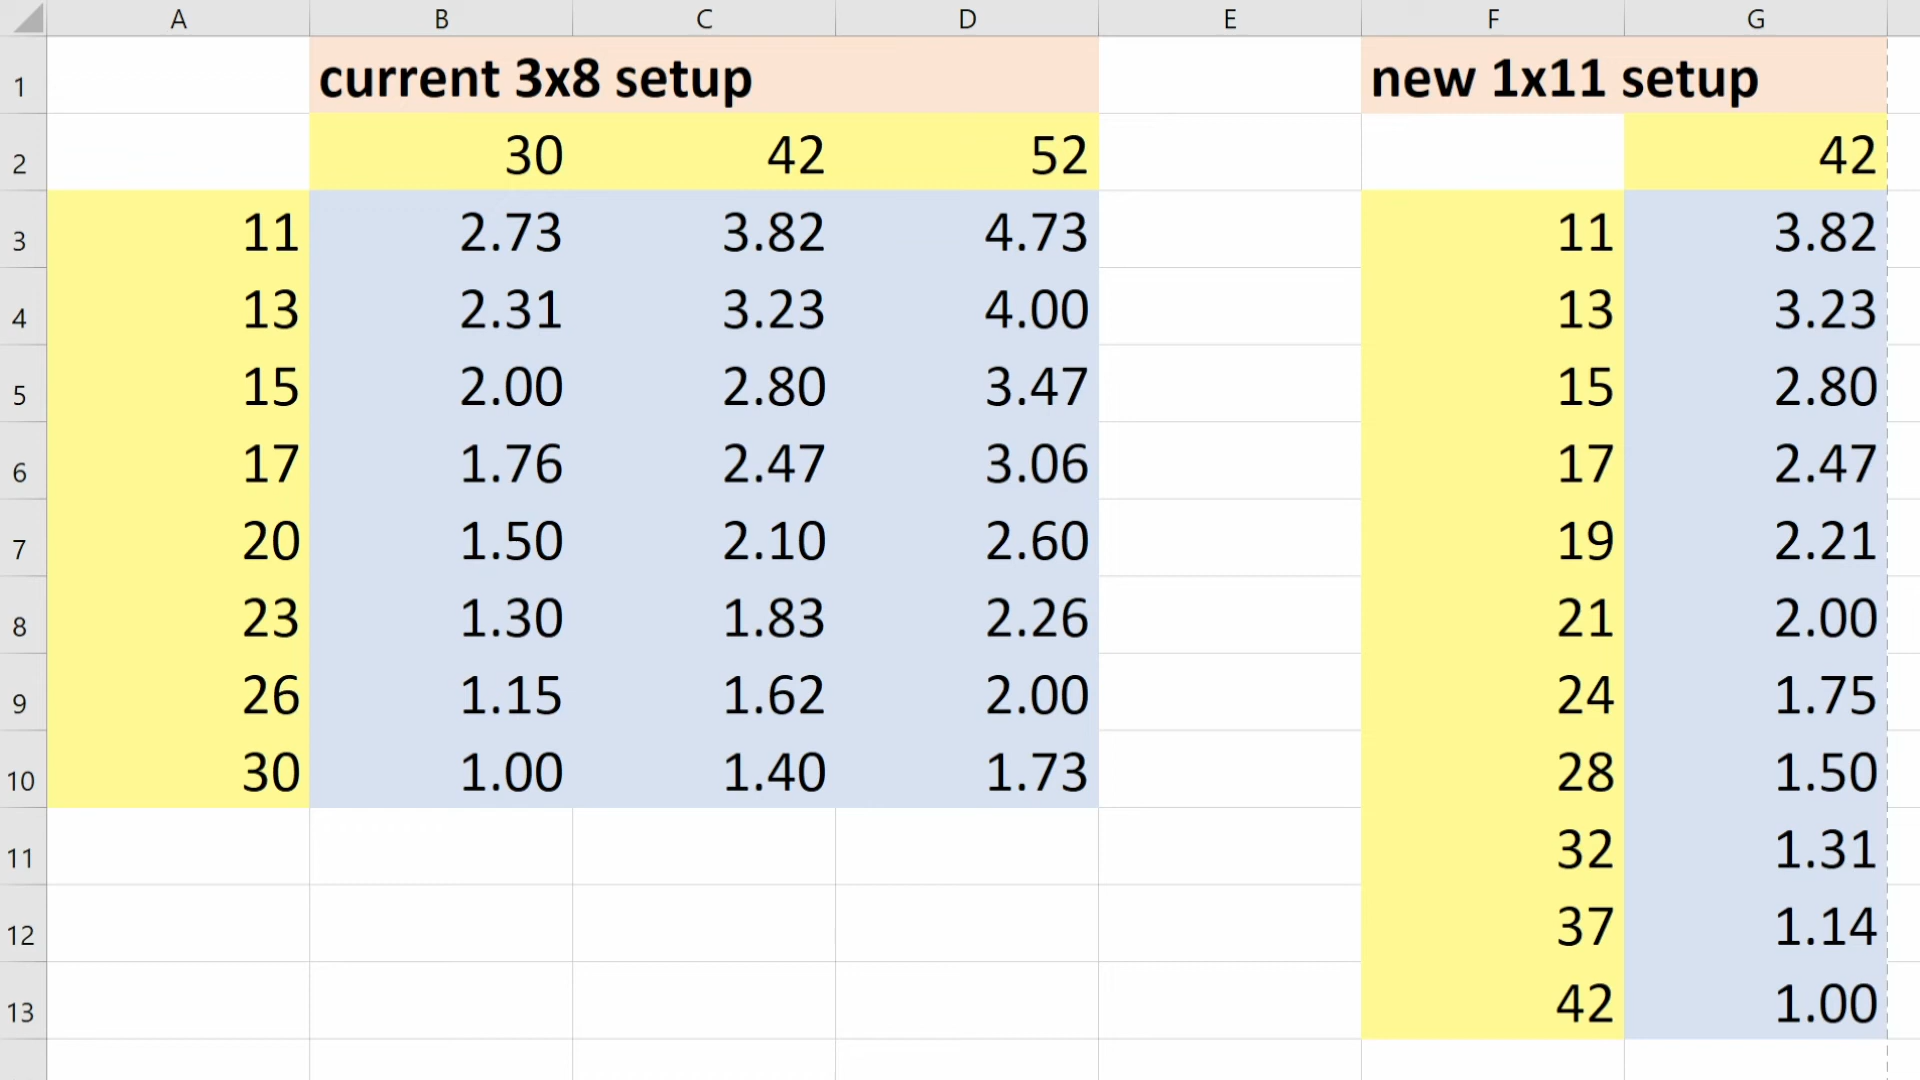 A B C D E F G
1 current 3x8 setup new 1x11 setup
2 30 42 52 42
3 11 2.73 3.82 4.73 11 3.82
4 13 2.31 3.23 4.00 13 3.23
5 15 2.00 2.80 3.47 15 2.80
6 17 1.76 2.47 3.06 17 2.47
7 20 1.50 2.10 2.60 19 2.21
8 23 1.30 1.83 2.26 21 2.00
9 26 1.15 1.62 2.00 24 1.75
10 30 1.00 1.40 1.73 28 1.50
11 32 1.31
12 37 1.14
13 42 1.00